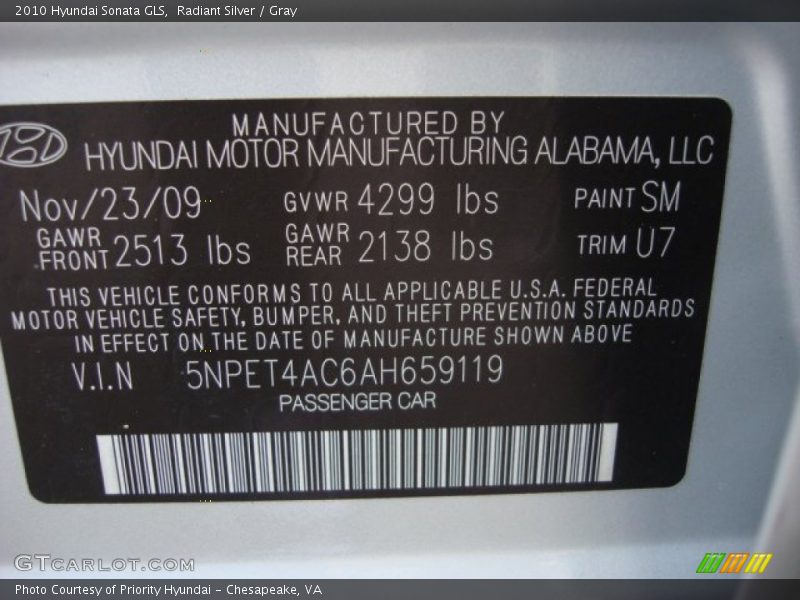 2010 Hyundai Sonata GLS, Radiant Silver / Gray
MANUFACTURED BY
HYUNDAI MOTOR MANUFACTURING ALABAMA, LLC
Nov/23/09 GVWR 4299 lbs PAINT SM
GAWR FRONT 2513 lbs GAWR REAR 2138 lbs TRIM U7
THIS VEHICLE CONFORMS TO ALL APPLICABLE U.S.A. FEDERAL
MOTOR VEHICLE SAFETY, BUMPER, AND THEFT PREVENTION STANDARDS
IN EFFECT ON THE DATE OF MANUFACTURE SHOWN ABOVE
V.I.N 5NPET4AC6AH659119
PASSENGER CAR
GTCARLOT.COM
Photo Courtesy of Priority Hyundai - Chesapeake, VA